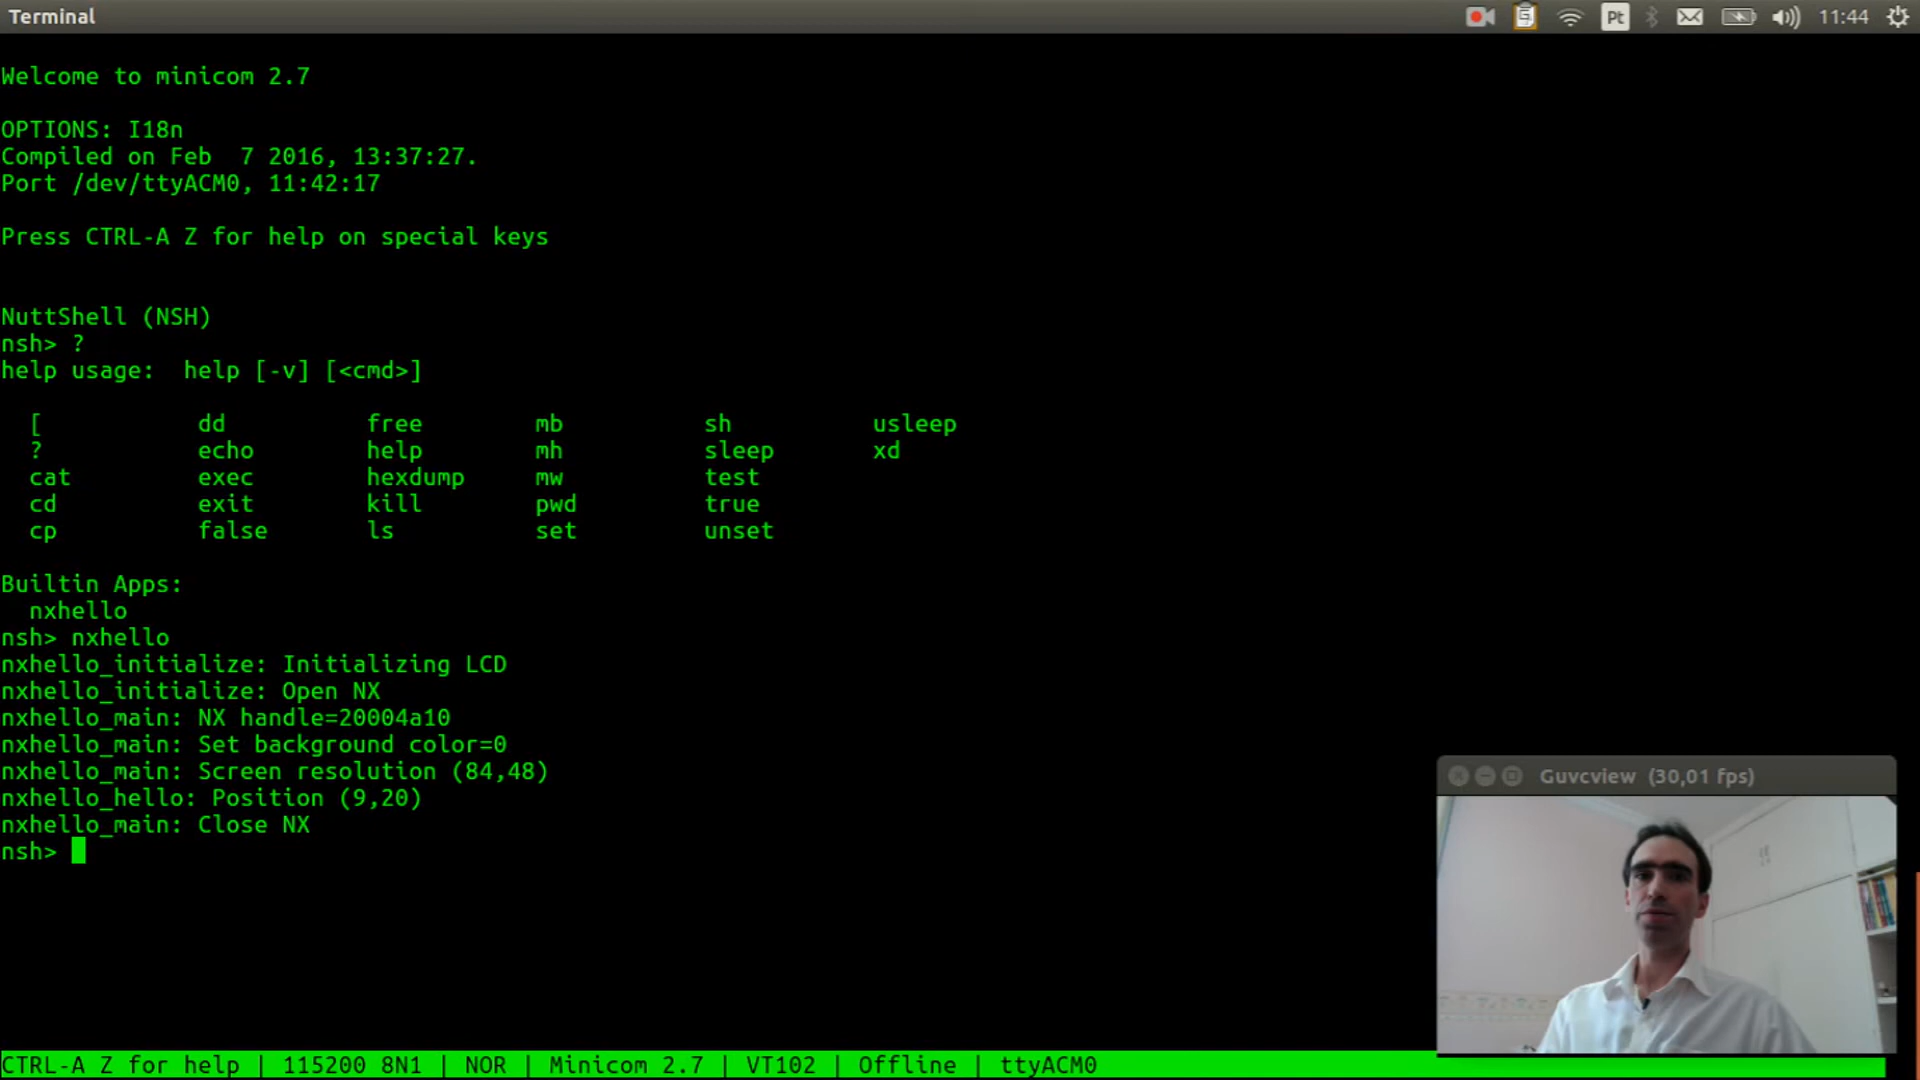 Terminal
Pt
11:44
Welcome to minicom 2.7
OPTIONS: I18n
Compiled on Feb  7 2016, 13:37:27.
Port /dev/ttyACM0, 11:42:17
Press CTRL-A Z for help on special keys
NuttShell (NSH)
nsh> ?
help usage:  help [-v] [<cmd>]
[ dd free mb sh usleep
? echo help mh sleep xd
cat exec hexdump mw test
cd exit kill pwd true
cp false ls set unset
Builtin Apps:
nxhello
nsh> nxhello
nxhello_initialize: Initializing LCD
nxhello_initialize: Open NX
nxhello_main: NX handle=20004a10
nxhello_main: Set background color=0
nxhello_main: Screen resolution (84,48)
nxhello_hello: Position (9,20)
nxhello_main: Close NX
nsh>
Guvcview (30,01 fps)
CTRL-A Z for help | 115200 8N1 | NOR | Minicom 2.7 | VT102 | Offline | ttyACM0